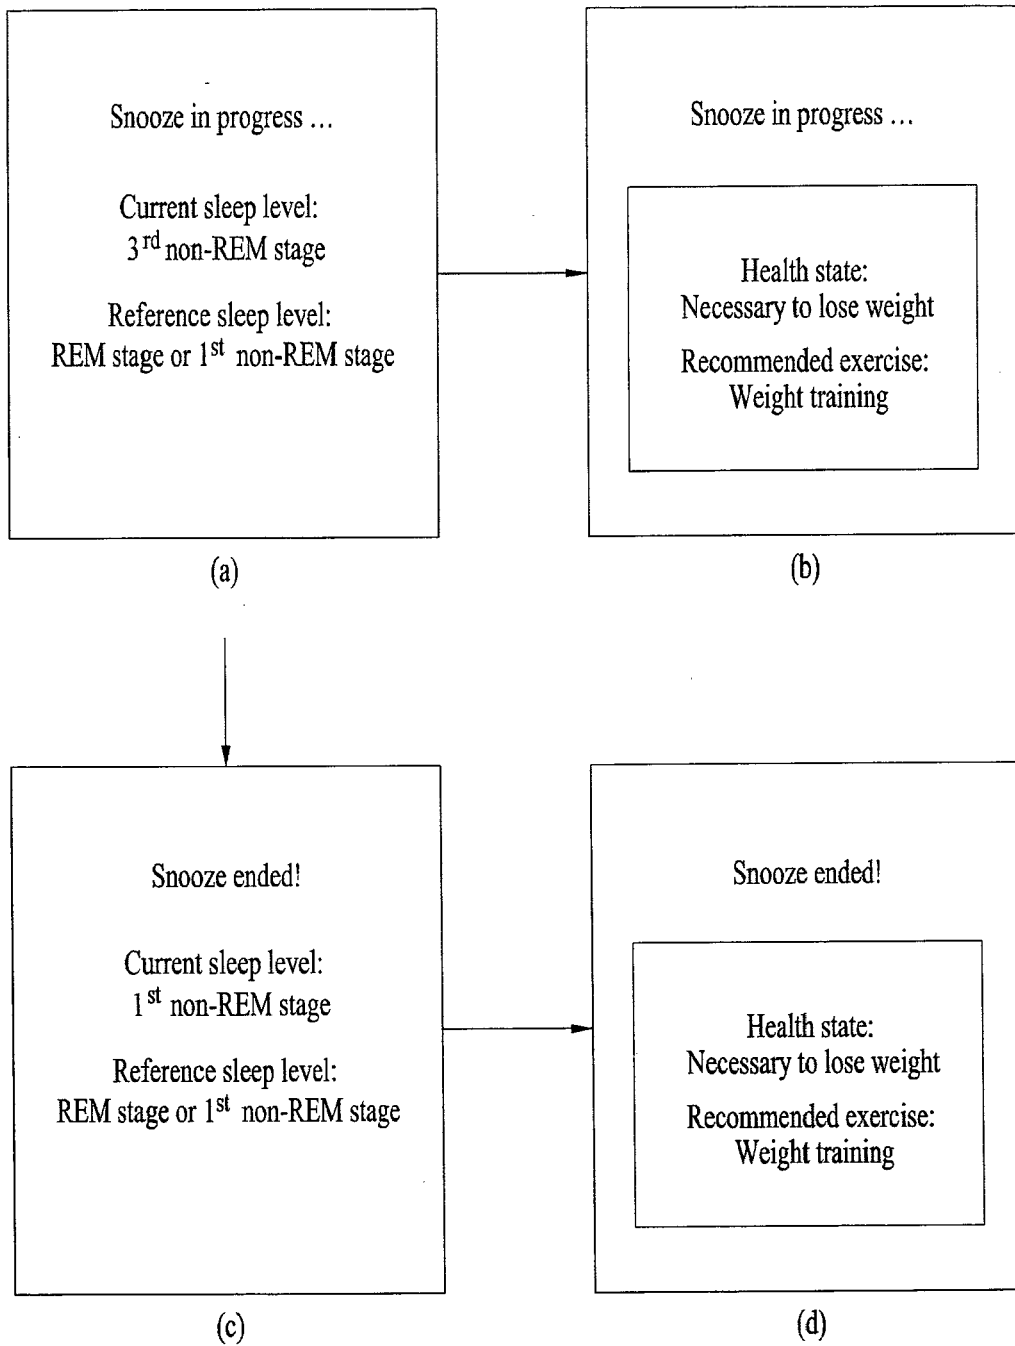 Snooze in progress ...
Current sleep level:
3rd non-REM stage
Reference sleep level:
REM stage or 1st non-REM stage
(a)
Snooze in progress ...
Health state:
Necessary to lose weight
Recommended exercise:
Weight training
(b)
Snooze ended!
Current sleep level:
1st non-REM stage
Reference sleep level:
REM stage or 1st non-REM stage
(c)
Snooze ended!
Health state:
Necessary to lose weight
Recommended exercise:
Weight training
(d)